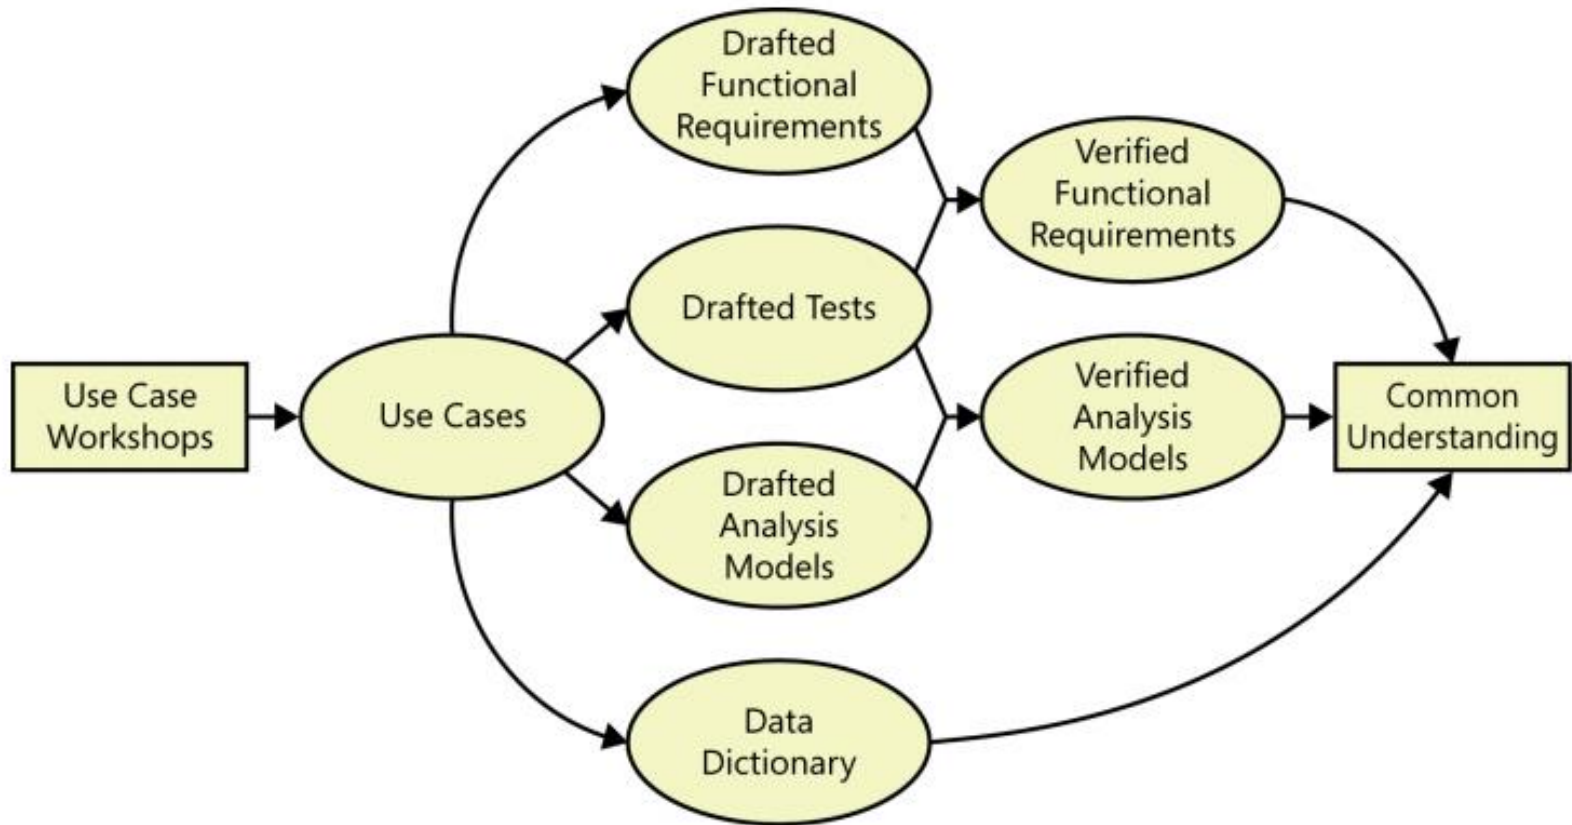 Drafted
Functional
Requirements
Verified
Functional
Requirements
Drafted Tests
Use Case
Workshops
Use Cases
Verified
Analysis
Models
Common
Understanding
Drafted
Analysis
Models
Data
Dictionary